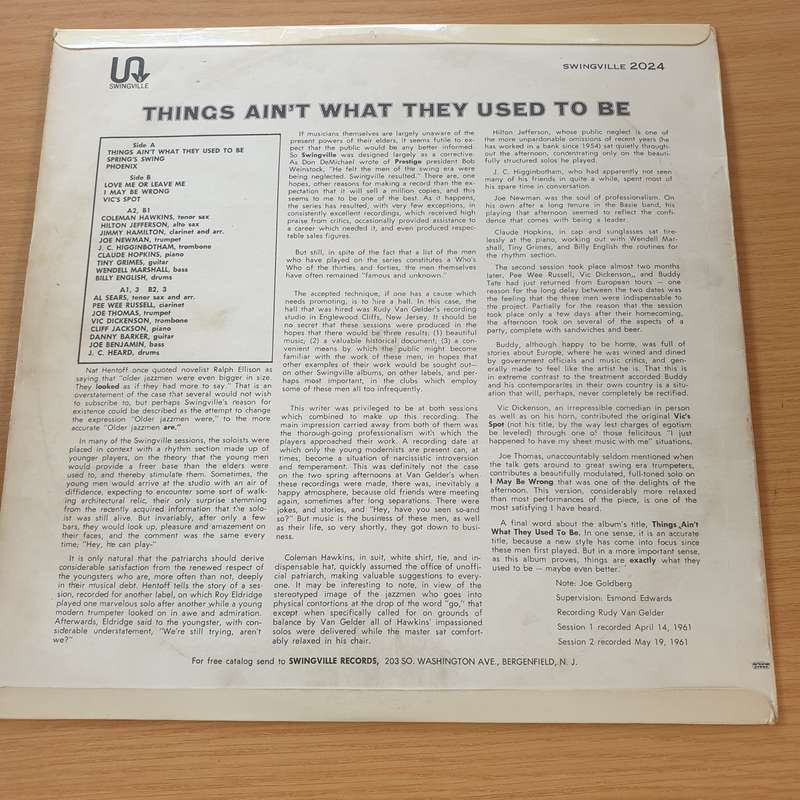 SWINGVILLE
SWINGVILLE 2024
THINGS AIN'T WHAT THEY USED TO BE
Side A
THINGS AIN'T WHAT THEY USED TO BE
SPRING'S SWING
PHOENIX
Side B
LOVE ME OR LEAVE ME
I MAY BE WRONG
VIC'S SPOT
A2, B1
COLEMAN HAWKINS, tenor sax
HILTON JEFFERSON, alto sax
JIMMY HAMILTON, clarinet and arr.
JOE NEWMAN, trumpet
J. C. HIGGINBOTHAM, trombone
CLAUDE HOPKINS, piano
TINY GRIMES, guitar
WENDELL MARSHALL, bass
BILLY ENGLISH, drums
A1, 3 B2, 3
AL SEARS, tenor sax and arr.
PEE WEE RUSSELL, clarinet
JOE THOMAS, trumpet
VIC DICKENSON, trombone
CLIFF JACKSON, piano
DANNY BARKER, guitar
JOE BENJAMIN, bass
J. C. HEARD, drums
Nat Hentoff once quoted novelist Ralph Ellison as
saying that "older jazzmen were even bigger in size.
They looked as if they had more to say." That is an
overstatement of the case that several would not wish
to subscribe to, but perhaps Swingville's reason for
existence could be described as the attempt to change
the expression "Older jazzmen were," to the more
accurate "Older jazzmen are."
In many of the Swingville sessions, the soloists were
placed in context with a rhythm section made up of
younger players, on the theory that the young men
would provide a freer base than the elders were
used to, and thereby stimulate them. Sometimes, the
young men would arrive at the studio with an air of
diffidence, expecting to encounter some sort of walk-
ing architectural relic, their only surprise stemming
from the recently acquired information that the solo-
ist was still alive. But invariably, after only a few
bars, they would look up, pleasure and amazement on
their faces, and the comment was the same every
time; "Hey, He can play-"
It is only natural that the patriarchs should derive
considerable satisfaction from the renewed respect of
the youngsters who are, more often than not, deeply
in their musical debt. Hentoff tells the story of a ses-
sion, recorded for another label, on which Roy Eldridge
played one marvelous solo after another while a young
modern trumpeter looked on in awe and admiration.
Afterwards, Eldridge said to the youngster, with con-
siderable understatement, "We're still trying, aren't
we?"
If musicians themselves are largely unaware of the
present powers of their elders, it seems futile to ex-
pect that the public would be any better informed.
So Swingville was designed largely as a corrective.
As Don DeMichael wrote of Prestige president Bob
Weinstock, "He felt the men of the swing era were
being neglected. Swingville resulted." There are, one
hopes, other reasons for making a record than the ex-
pectation that it will sell a million copies, and this
seems to me to be one of the best. As it happens,
the series has resulted, with very few exceptions, in
consistently excellent recordings, which received high
praise from critics, occasionally provided assistance to
a career which needed it, and even produced respec-
table sales figures.
But still, in spite of the fact that a list of the men
who have played on the series constitutes a Who's
Who of the thirties and forties, the men themselves
have often remained "famous and unknown."
The accepted technique, if one has a cause which
needs promoting, is to hire a hall. In this case, the
hall that was hired was Rudy Van Gelder's recording
studio in Englewood Cliffs, New Jersey. It should be
no secret that these sessions were produced in the
hopes that there would be three results; (1) beautiful
music; (2) a valuable historical document; (3) a con-
venient means by which the public might become
familiar with the work of these men, in hopes that
other examples of their work would be sought out—
on other Swingville albums, on other labels, and per-
haps most important, in the clubs which employ
some of these men all too infrequently.
This writer was privileged to be at both sessions
which combined to make up this recording. The
main impression carried away from both of them was
the thorough-going professionalism with which the
players approached their work. A recording date at
which only the young modernists are present can, at
times, become a situation of narcissistic introversion
and temperament. This was definitely not the case
on the two spring afternoons at Van Gelder's when
these recordings were made, there was, inevitably a
happy atmosphere, because old friends were meeting
again, sometimes after long separations. There were
jokes, and stories, and "Hey, have you seen so-and
so?" But music is the business of these men, as well
as their life, so very shortly, they got down to busi-
ness.
Coleman Hawkins, in suit, white shirt, tie, and in-
dispensable hat, quickly assumed the office of unoffi-
cial patriarch, making valuable suggestions to every-
one. It may be interesting to note, in view of the
stereotyped image of the jazzmen who goes into
physical contortions at the drop of the word "go," that
except when specifically called for on grounds of
balance by Van Gelder all of Hawkins' impassioned
solos were delivered while the master sat comfort-
ably relaxed in his chair.
Hilton Jefferson, whose public neglect is one of
the more unpardonable omissions of recent years (he
has worked in a bank since 1954) sat quietly through-
out the afternoon, concentrating only on the beauti-
fully structured solos he played.
J. C. Higginbotham, who apparently had not seen
many of his friends in quite a while, spent most of
his spare time in conversation.
Joe Newman was the soul of professionalism. On
his own after a long tenure in the Basie band, his
playing that afternoon seemed to reflect the confi-
dence that comes with being a leader.
Claude Hopkins, in cap and sunglasses sat tire-
lessly at the piano, working out with Wendell Mar-
shall, Tiny Grimes, and Billy English the routines for
the rhythm section.
The second session took place almost two months
later. Pee Wee Russell, Vic Dickenson,, and Buddy
Tate had just returned from European tours — one
reason for the long delay between the two dates was
the feeling that the three men were indispensable to
the project. Partially for the reason that the session
took place only a few days after their homecoming,
the afternoon took on several of the aspects of a
party, complete with sandwiches and beer.
Buddy, although happy to be home, was full of
stories about Europe, where he was wined and dined
by government officials and music critics, and gen-
erally made to feel like the artist he is. That this is
in extreme contrast to the treatment accorded Buddy
and his contemporaries in their own country is a situ-
ation that will, perhaps, never completely be rectified.
Vic Dickenson, an irrepressible comedian in person
as well as on his horn, contributed the original Vic's
Spot (not his title, by the way lest charges of egotism
be leveled) through one of those felicitous "I just
happened to have my sheet music with me" situations.
Joe Thomas, unaccountably seldom mentioned when
the talk gets around to great swing era trumpeters,
contributes a beautifully modulated, full-toned solo on
I May Be Wrong that was one of the delights of the
afternoon. This version, considerably more relaxed
than most performances of the piece, is one of the
most satisfying I have heard.
A final word about the album's title, Things Ain't
What They Used To Be. In one sense, it is an accurate
title, because a new style has come into focus since
these men first played. But in a more important sense,
as this album proves, things are exactly what they
used to be — maybe even better.
Note: Joe Goldberg
Supervision: Esmond Edwards
Recording Rudy Van Gelder
Session 1 recorded April 14, 1961
Session 2 recorded May 19, 1961
For free catalog send to SWINGVILLE RECORDS, 203 SO. WASHINGTON AVE., BERGENFIELD, N. J.